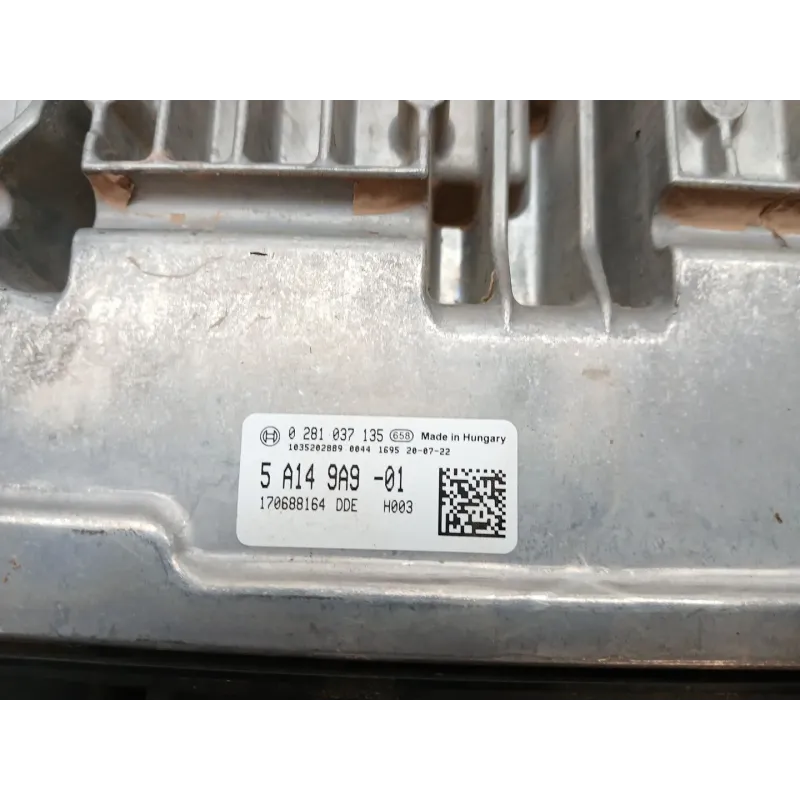 0 281 037 135 658 Made in Hungary
1035202889 0044 1695 20-07-22
5 A14 9A9 -01
170688164 DDE H003